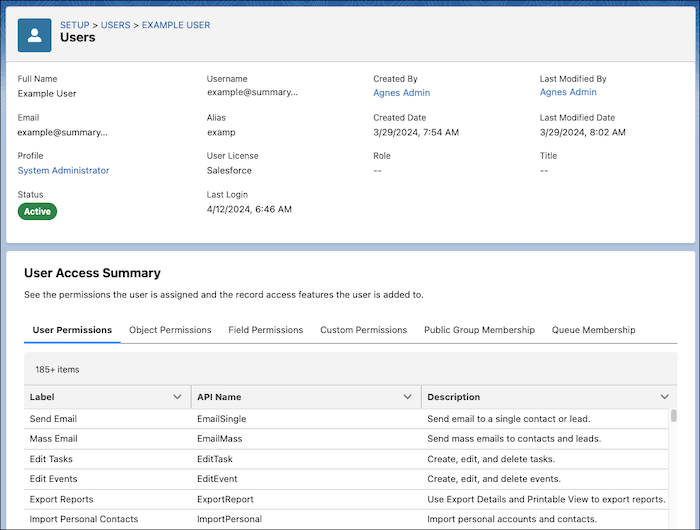 SETUP > USERS > EXAMPLE USER
Users
Full Name Username Created By Last Modified By
Example User example@summary... Agnes Admin Agnes Admin
Email Alias Created Date Last Modified Date
example@summary... examp 3/29/2024, 7:54 AM 3/29/2024, 8:02 AM
Profile User License Role Title
System Administrator Salesforce -- --
Status Last Login
Active 4/12/2024, 6:46 AM
User Access Summary
See the permissions the user is assigned and the record access features the user is added to.
User Permissions Object Permissions Field Permissions Custom Permissions Public Group Membership Queue Membership
185+ items
Label API Name Description
Send Email EmailSingle Send email to a single contact or lead.
Mass Email EmailMass Send mass emails to contacts and leads.
Edit Tasks EditTask Create, edit, and delete tasks.
Edit Events EditEvent Create, edit, and delete events.
Export Reports ExportReport Use Export Details and Printable View to export reports.
Import Personal Contacts ImportPersonal Import personal accounts and contacts.